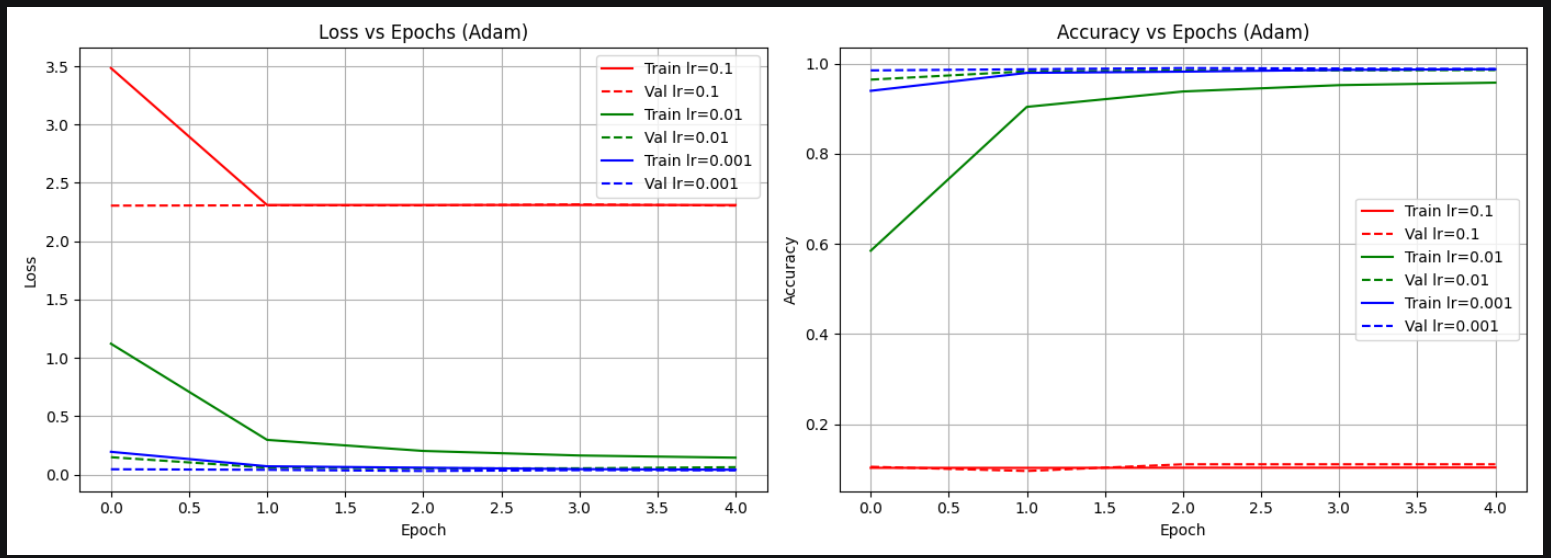 Loss vs Epochs (Adam)
3.5
3.0
2.5
2.0
1.5
1.0
0.5
0.0
Loss
0.0 0.5 1.0 1.5 2.0 2.5 3.0 3.5 4.0
Epoch
Train lr=0.1
Val lr=0.1
Train lr=0.01
Val lr=0.01
Train lr=0.001
Val lr=0.001
Accuracy vs Epochs (Adam)
1.0
0.8
0.6
0.4
0.2
Accuracy
0.0 0.5 1.0 1.5 2.0 2.5 3.0 3.5 4.0
Epoch
Train lr=0.1
Val lr=0.1
Train lr=0.01
Val lr=0.01
Train lr=0.001
Val lr=0.001